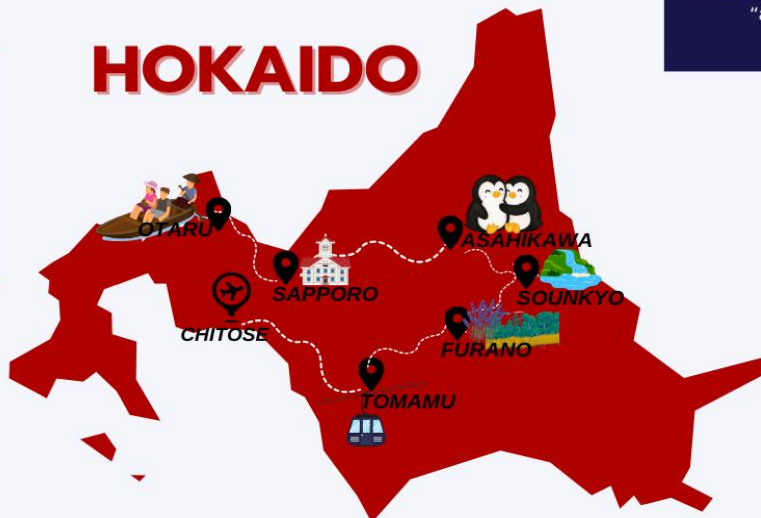 HOKAIDO
OTARU
ASAHIKAWA
SAPPORO
SOUNKYO
CHITOSE
FURANO
TOMAMU